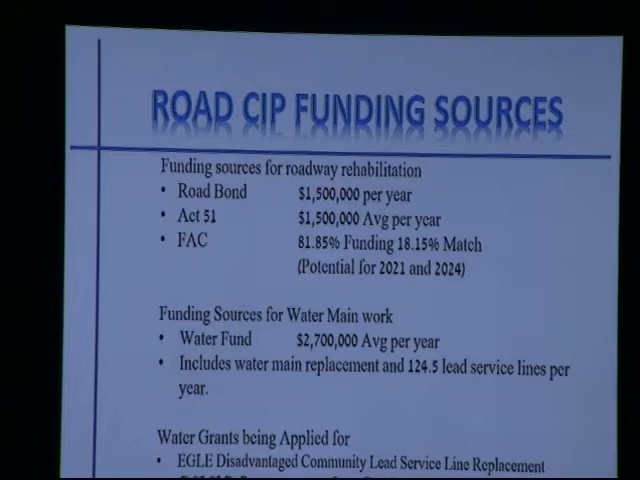 ROAD CIP FUNDING SOURCES
Funding sources for roadway rehabilitation
• Road Bond $1,500,000 per year
• Act 51 $1,500,000 Avg per year
• FAC 81.85% Funding 18.15% Match
(Potential for 2021 and 2024)
Funding Sources for Water Main work
• Water Fund $2,700,000 Avg per year
• Includes water main replacement and 124.5 lead service lines per
year.
Water Grants being Applied for
• EGLE Disadvantaged Community Lead Service Line Replacement